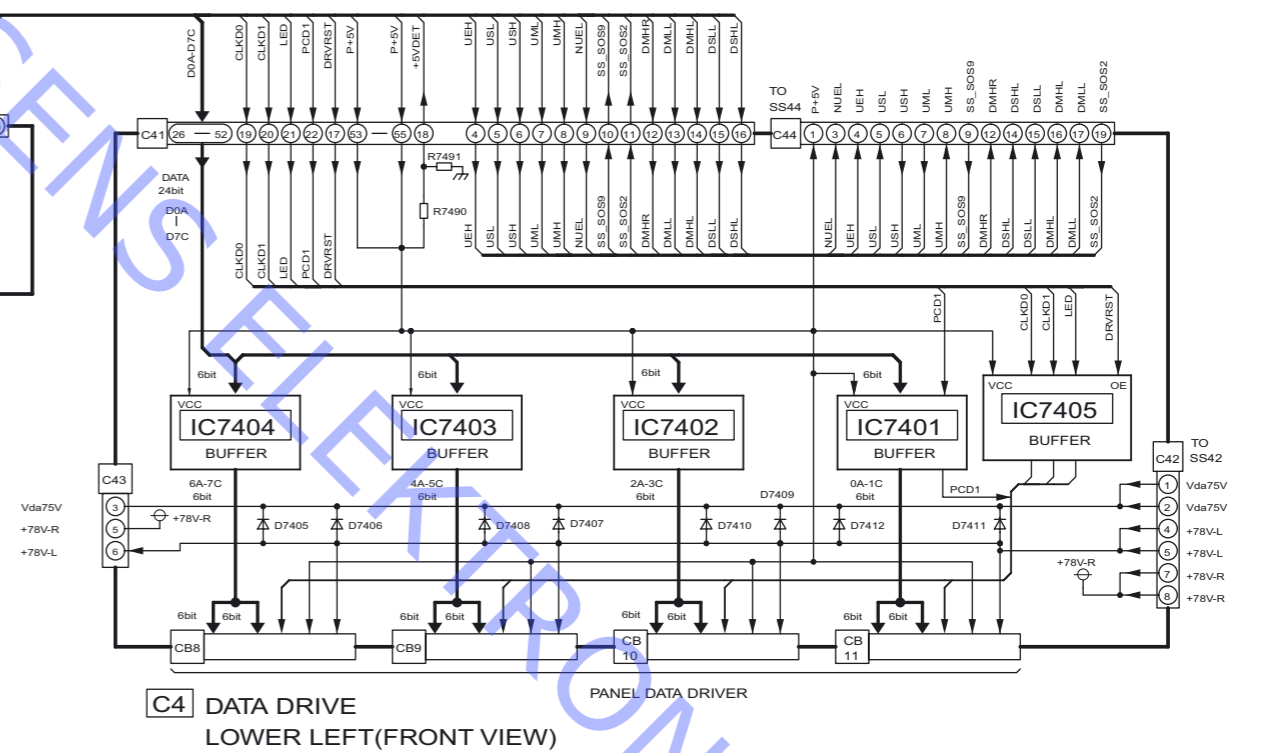 D0A-D7C CLKD0 CLKD1 LED PCD1 DRVRST P+5V P+5V +5VDET UEH USL USH UML UMH NUEL SS_SOS9 SS_SOS2 DMHR DMLL DMHL DSLL DSHL
TO
SS44
P+5V NUEL UEH USL USH UML UMH SS_SOS9 DMHR DSHL DSLL DMHL DMLL SS_SOS2
C41 26 — 52 19 20 21 22 17 53 — 55 18 4 5 6 7 8 9 10 11 12 13 14 15 16 C44 1 3 4 5 6 7 8 9 12 14 15 16 17 19
R7491
DATA
24bit
D0A
D7C
R7490
CLKD0 CLKD1 LED PCD1 DRVRST
UEH USL USH UML UMH NUEL SS_SOS9 SS_SOS2 DMHR DMLL DMHL DSLL DSHL
NUEL UEH USL USH UML UMH SS_SOS9 DMHR DSHL DSLL DMHL DMLL SS_SOS2
PCD1 CLKD0 CLKD1 LED DRVRST
6bit 6bit 6bit 6bit
VCC VCC VCC VCC VCC OE
IC7404 IC7403 IC7402 IC7401 IC7405
BUFFER BUFFER BUFFER BUFFER BUFFER
TO
SS42
C43 C42
6A-7C 4A-5C 2A-3C 0A-1C
6bit 6bit 6bit 6bit
PCD1
D7409
Vda75V 3
+78V-R 5 +78V-R
+78V-L 6
D7405 D7406 D7408 D7407 D7410 D7412 D7411
1 Vda75V
2 Vda75V
4 +78V-L
5 +78V-L
+78V-R
7 +78V-R
8 +78V-R
6bit 6bit 6bit 6bit 6bit 6bit 6bit 6bit
CB8 CB9 CB
10 CB
11
PANEL DATA DRIVER
C4 DATA DRIVE
LOWER LEFT(FRONT VIEW)
CENS ELEKTRON